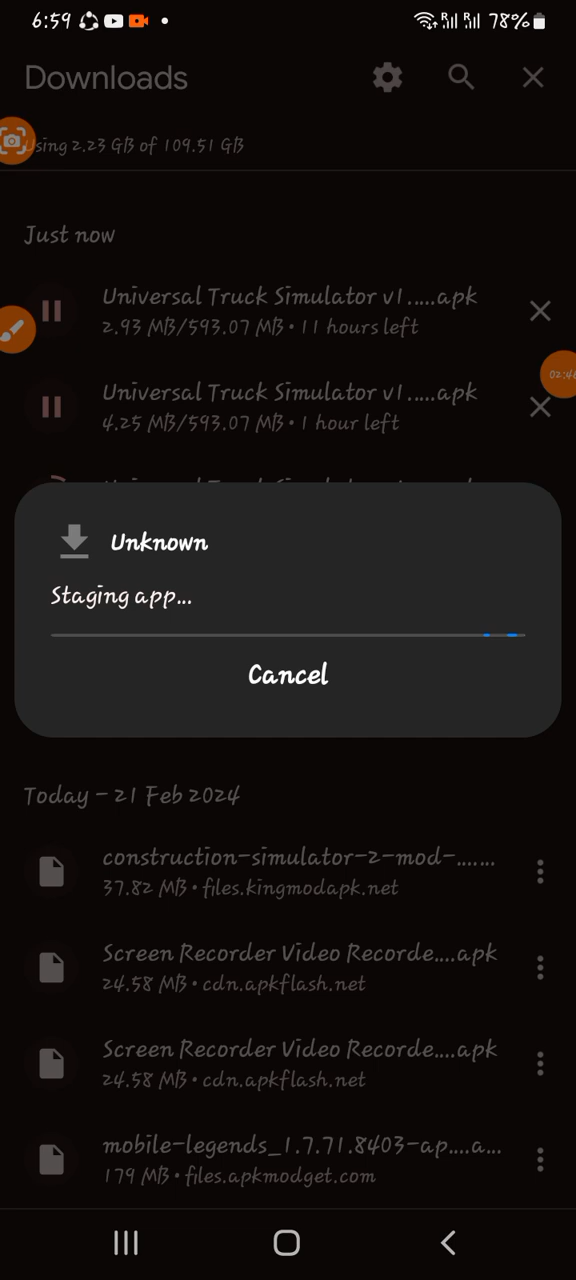 6:59 78%
Downloads
Using 2.23 GB of 109.51 GB
Just now
Universal Truck Simulator v1.....apk
2.93 MB/593.07 MB • 11 hours left
02:46
Universal Truck Simulator v1.....apk
4.25 MB/593.07 MB • 1 hour left
Unknown
Staging app...
Cancel
Today – 21 Feb 2024
construction-simulator-2-mod-.......
37.82 MB • files.kingmodapk.net
Screen Recorder Video Recorde....apk
24.58 MB • cdn.apkflash.net
Screen Recorder Video Recorde....apk
24.58 MB • cdn.apkflash.net
mobile-legends_1.7.71.8403-ap....a...
179 MB • files.apkmodget.com